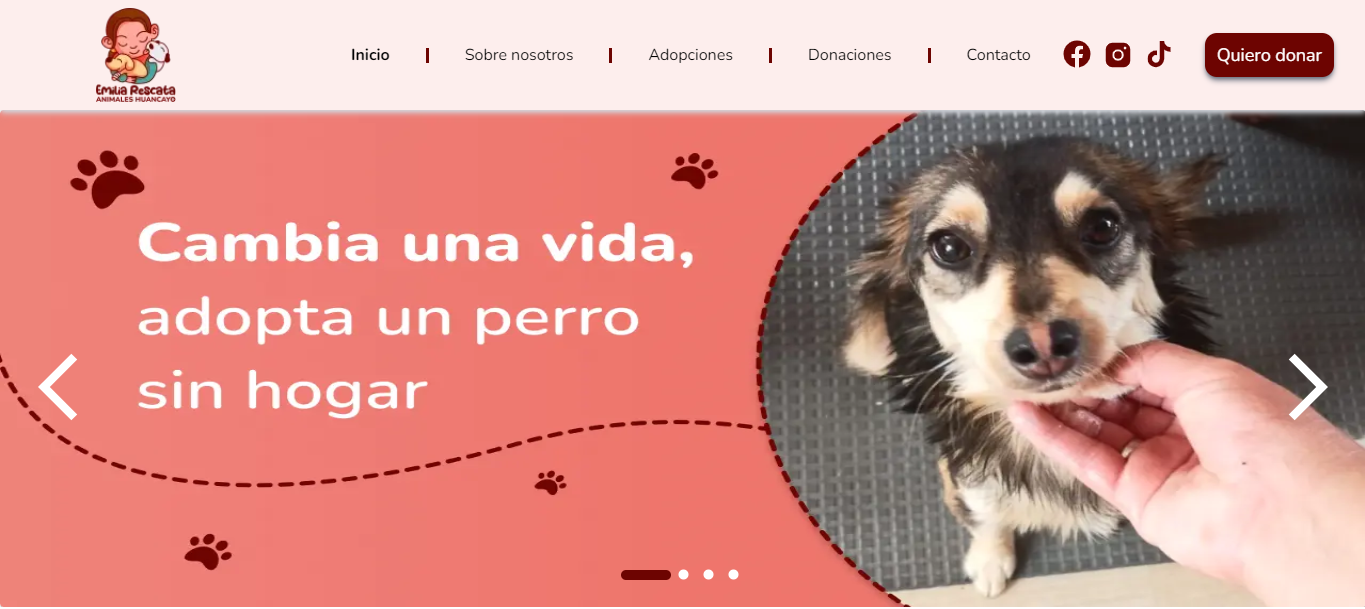 Emilia Rescata
ANIMALES HUANCAYO
Inicio
Sobre nosotros
Adopciones
Donaciones
Contacto
Quiero donar
Cambia una vida,
adopta un perro
sin hogar